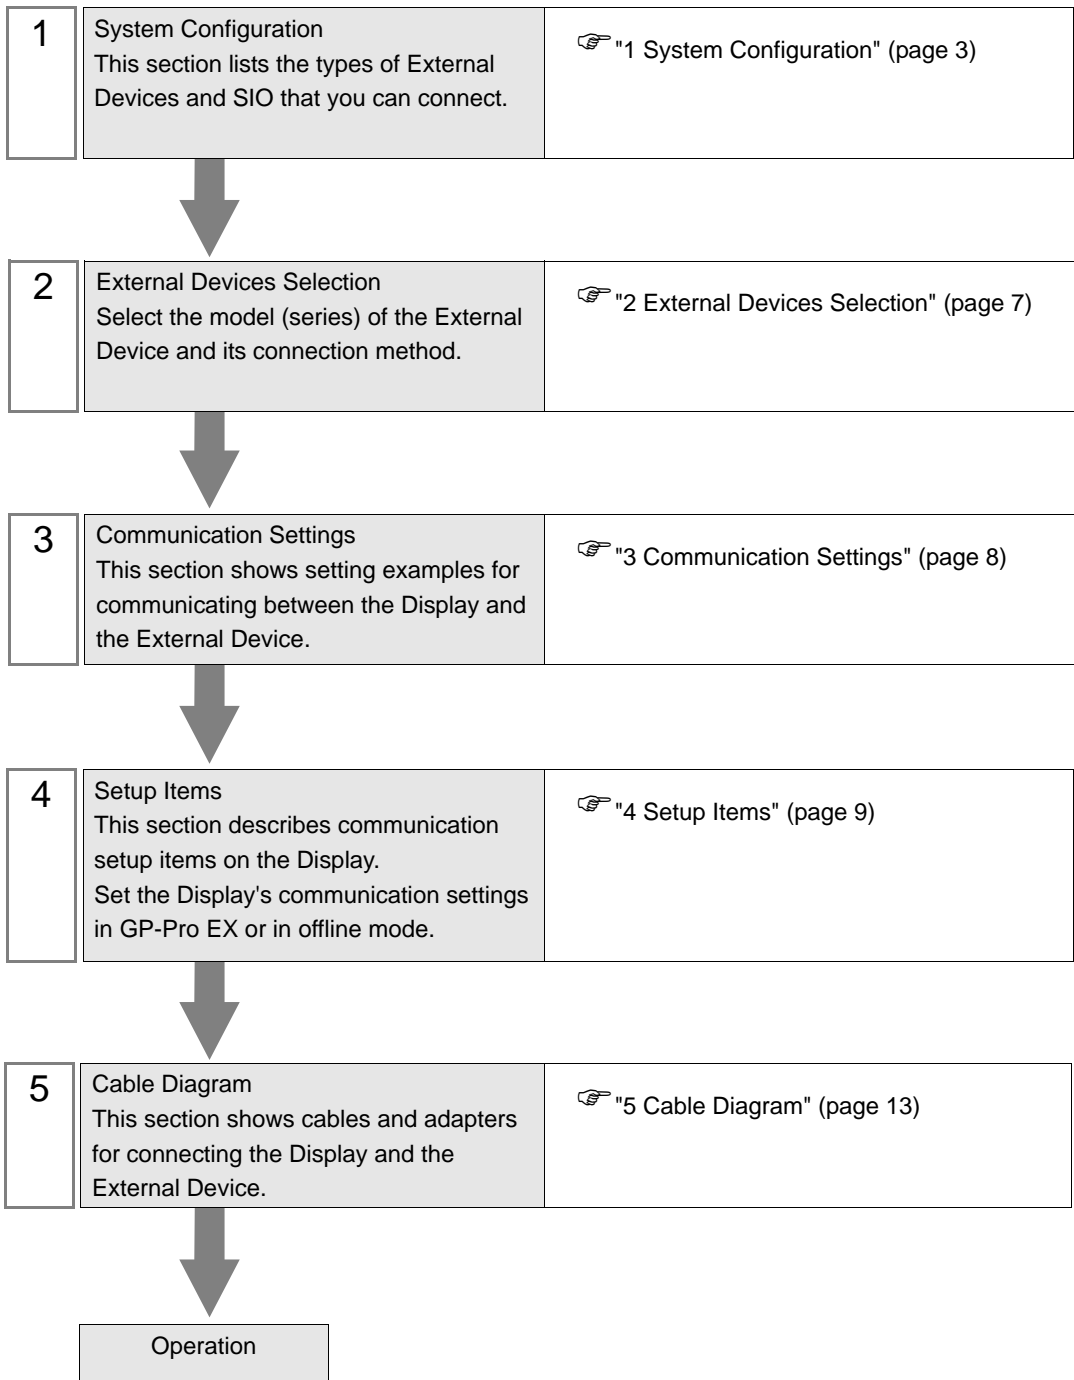 1
System Configuration
This section lists the types of External
Devices and SIO that you can connect.
"1 System Configuration" (page 3)
2
External Devices Selection
Select the model (series) of the External
Device and its connection method.
"2 External Devices Selection" (page 7)
3
Communication Settings
This section shows setting examples for
communicating between the Display and
the External Device.
"3 Communication Settings" (page 8)
4
Setup Items
This section describes communication
setup items on the Display.
Set the Display's communication settings
in GP-Pro EX or in offline mode.
"4 Setup Items" (page 9)
5
Cable Diagram
This section shows cables and adapters
for connecting the Display and the
External Device.
"5 Cable Diagram" (page 13)
Operation